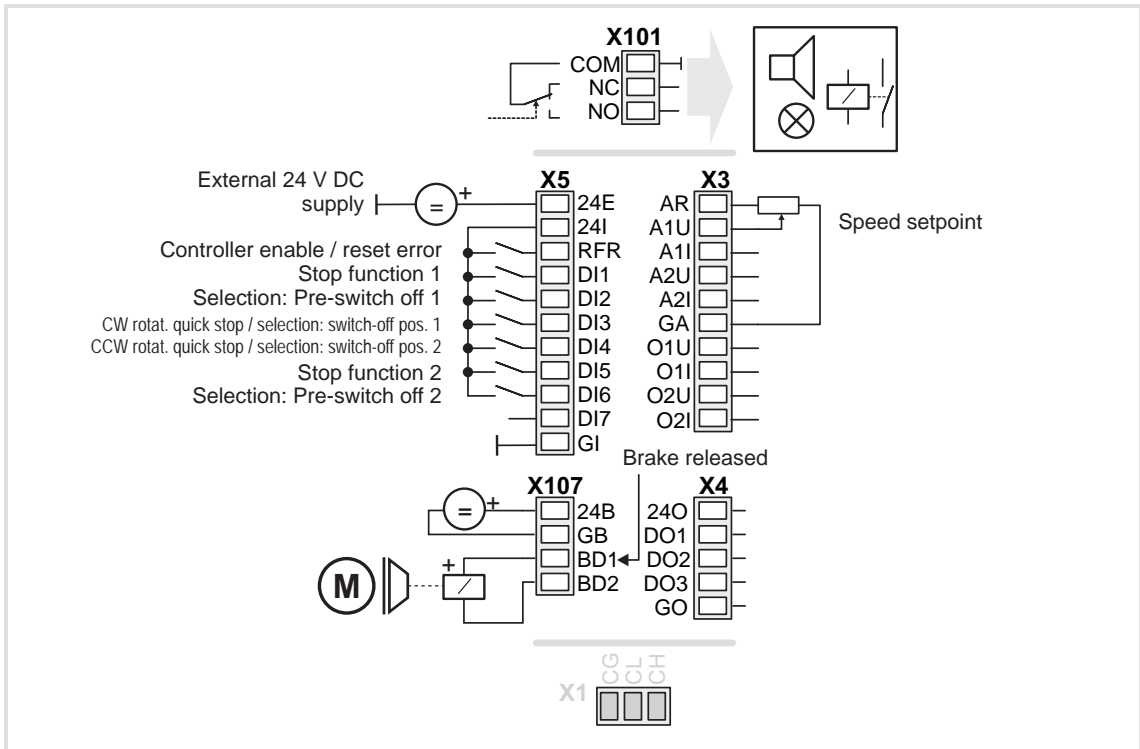 X101
COM
NC
NO
External 24 V DC
supply
=
+
Controller enable / reset error
Stop function 1
Selection: Pre-switch off 1
CW rotat. quick stop / selection: switch-off pos. 1
CCW rotat. quick stop / selection: switch-off pos. 2
Stop function 2
Selection: Pre-switch off 2
X5
24E
24I
RFR
DI1
DI2
DI3
DI4
DI5
DI6
DI7
GI
X3
AR
A1U
A1I
A2U
A2I
GA
O1U
O1I
O2U
O2I
Speed setpoint
Brake released
X107
=
+
24B
GB
BD1
BD2
M
+
X4
24O
DO1
DO2
DO3
GO
X1
CG
CL
CH